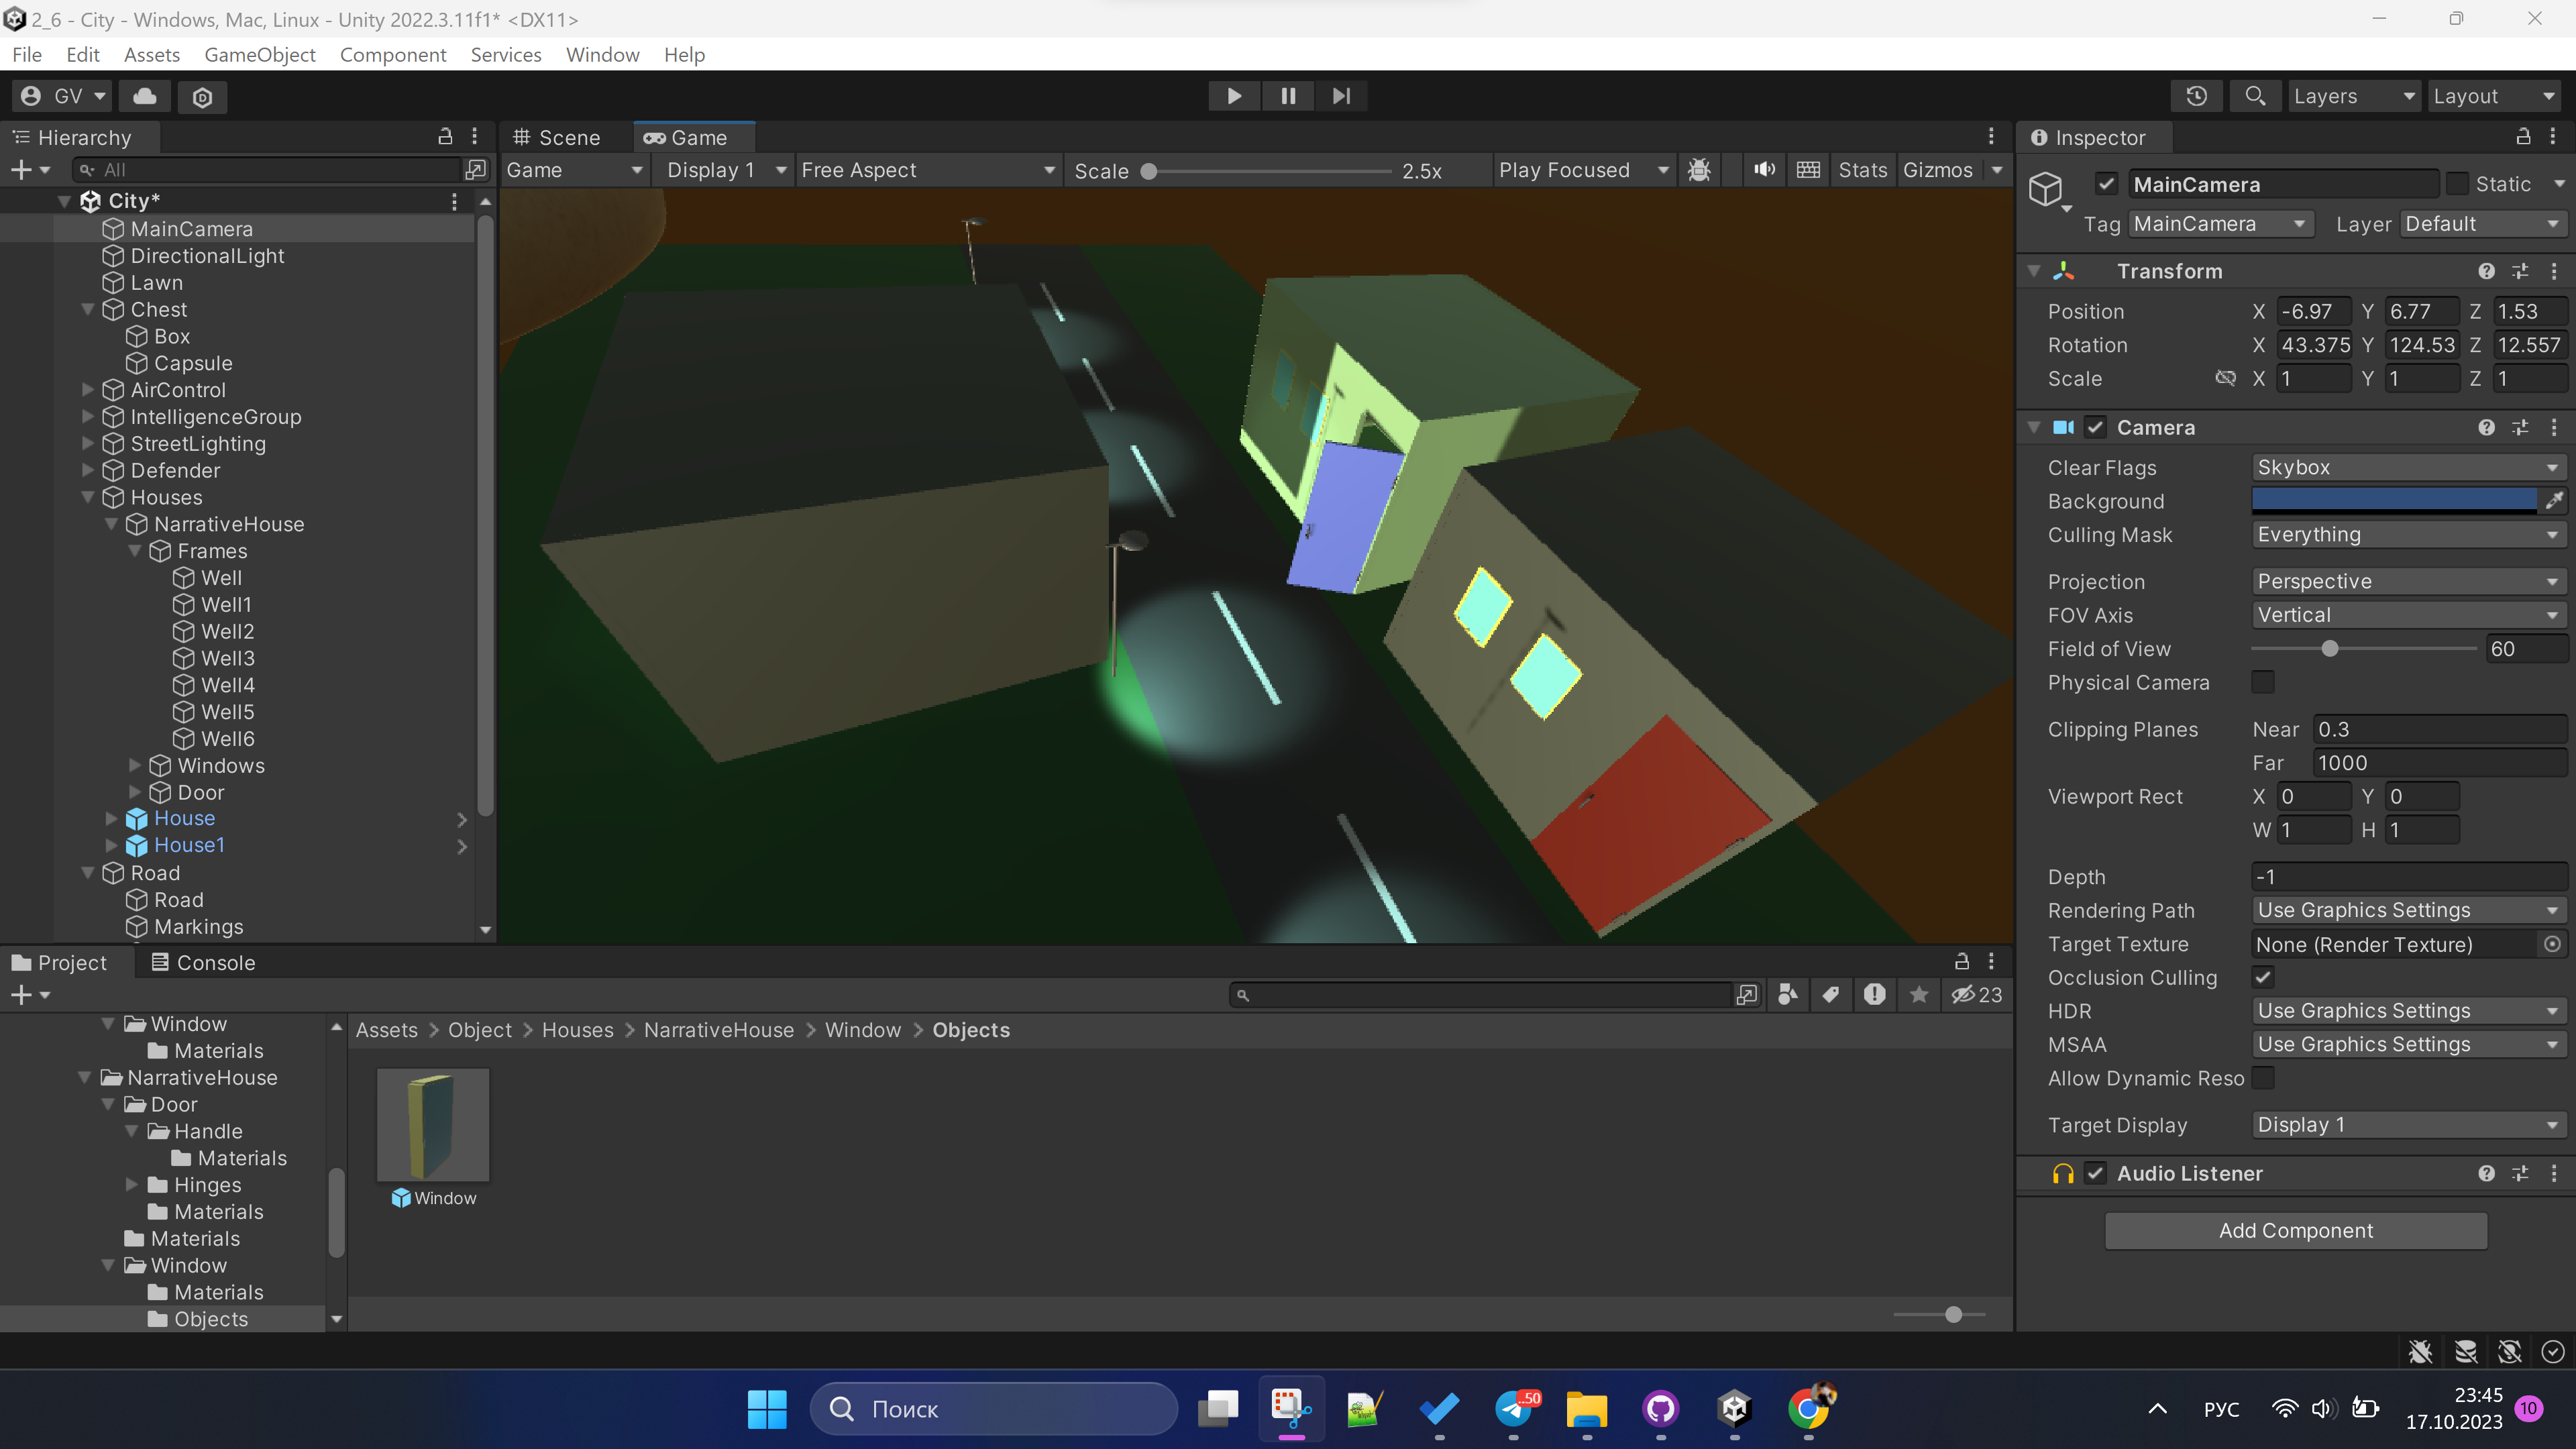 2_6 - City - Windows, Mac, Linux - Unity 2022.3.11f1* <DX11>
File Edit Assets GameObject Component Services Window Help
GV Layers Layout
Hierarchy
All
City*
MainCamera
DirectionalLight
Lawn
Chest
Box
Capsule
AirControl
IntelligenceGroup
StreetLighting
Defender
Houses
NarrativeHouse
Frames
Well
Well1
Well2
Well3
Well4
Well5
Well6
Windows
Door
House
House1
Road
Road
Markings
Scene Game
Game Display 1 Free Aspect Scale 2.5x Play Focused Stats Gizmos
Inspector
MainCamera Static
Tag MainCamera Layer Default
Transform
Position X -6.97 Y 6.77 Z 1.53
Rotation X 43.375 Y 124.53 Z 12.557
Scale X 1 Y 1 Z 1
Camera
Clear Flags Skybox
Background
Culling Mask Everything
Projection Perspective
FOV Axis Vertical
Field of View 60
Physical Camera
Clipping Planes Near 0.3
Far 1000
Viewport Rect X 0 Y 0
W 1 H 1
Depth -1
Rendering Path Use Graphics Settings
Target Texture None (Render Texture)
Occlusion Culling
HDR Use Graphics Settings
MSAA Use Graphics Settings
Allow Dynamic Reso
Target Display Display 1
Audio Listener
Add Component
Project Console
23
Window
Materials
NarrativeHouse
Door
Handle
Materials
Hinges
Materials
Materials
Window
Materials
Objects
Assets > Object > Houses > NarrativeHouse > Window > Objects
Window
Поиск
..50
РУС
23:45
17.10.2023
10